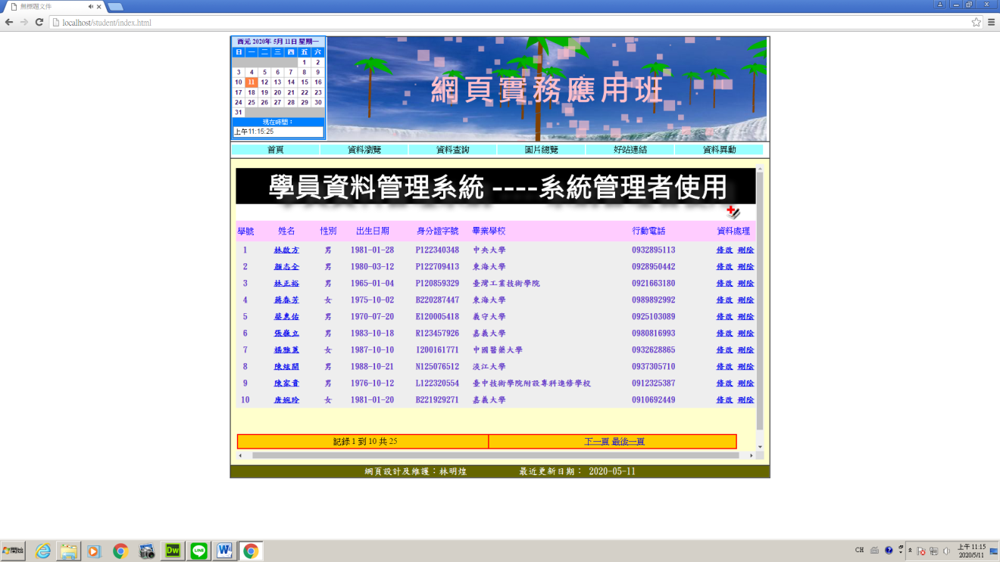 無標題文件
localhost/student/index.html
西元 2020年 5月 11日 星期一
日 一 二 三 四 五 六
1 2
3 4 5 6 7 8 9
10 11 12 13 14 15 16
17 18 19 20 21 22 23
24 25 26 27 28 29 30
31
現在時間：
上午11:15:25
網頁實務應用班
首頁 資料瀏覽 資料查詢 圖片總覽 好站連結 資料異動
學員資料管理系統 ----系統管理者使用
學號 姓名 性別 出生日期 身分證字號 畢業學校 行動電話 資料處理
1 林啟方 男 1981-01-28 P122340348 中央大學 0932895113 修改 刪除
2 顏志全 男 1980-03-12 P122709413 東海大學 0928950442 修改 刪除
3 林正裕 男 1965-01-04 P120859329 臺灣工業技術學院 0921663180 修改 刪除
4 蔣春芳 女 1975-10-02 B220287447 東海大學 0989892992 修改 刪除
5 蔡惠佑 男 1970-07-20 E120005418 義守大學 0925103089 修改 刪除
6 張巍立 男 1983-10-18 R123457926 嘉義大學 0980816993 修改 刪除
7 楊雅蕙 女 1987-10-10 I200161771 中國醫藥大學 0932628865 修改 刪除
8 陳炫開 男 1988-10-21 N125076512 淡江大學 0937305710 修改 刪除
9 陳家貴 男 1976-10-12 L122320554 臺中技術學院附設專科進修學校 0912325387 修改 刪除
10 唐婉玲 女 1981-01-20 B221929271 嘉義大學 0910692449 修改 刪除
記錄 1 到 10 共 25 下一頁 最後一頁
網頁設計及維護：林明煌 最近更新日期： 2020-05-11
開始 Dw LINE W CH 上午 11:15
2020/5/11